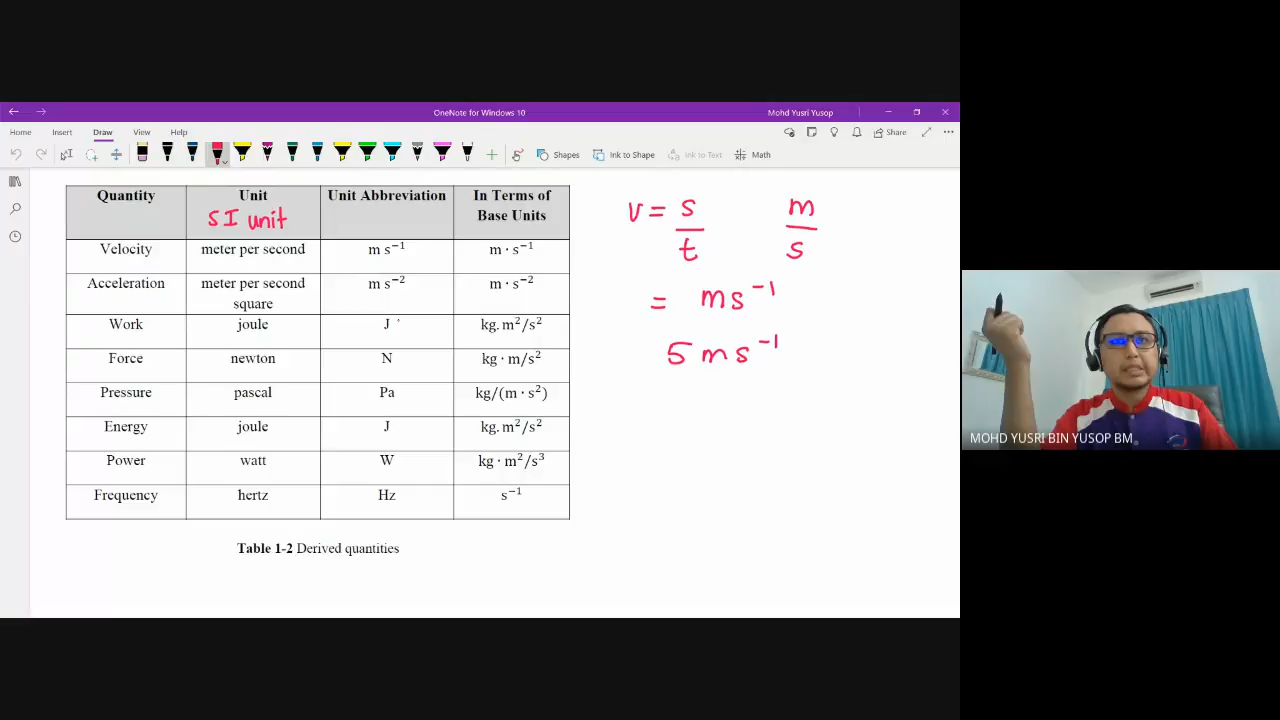 OneNote for Windows 10
Mohd Yusri Yusop
Home Insert Draw View Help
Share
Shapes Ink to Shape Ink to Text Math
Quantity Unit Unit Abbreviation In Terms of Base Units
SI unit
Velocity meter per second m s⁻¹ m · s⁻¹
Acceleration meter per second square m s⁻² m · s⁻²
Work joule J kg. m²/s²
Force newton N kg · m/s²
Pressure pascal Pa kg/(m · s²)
Energy joule J kg. m²/s²
Power watt W kg · m²/s³
Frequency hertz Hz s⁻¹
Table 1-2 Derived quantities
v = s/t m/s
= ms⁻¹
5 ms⁻¹
MOHD YUSRI BIN YUSOP BM